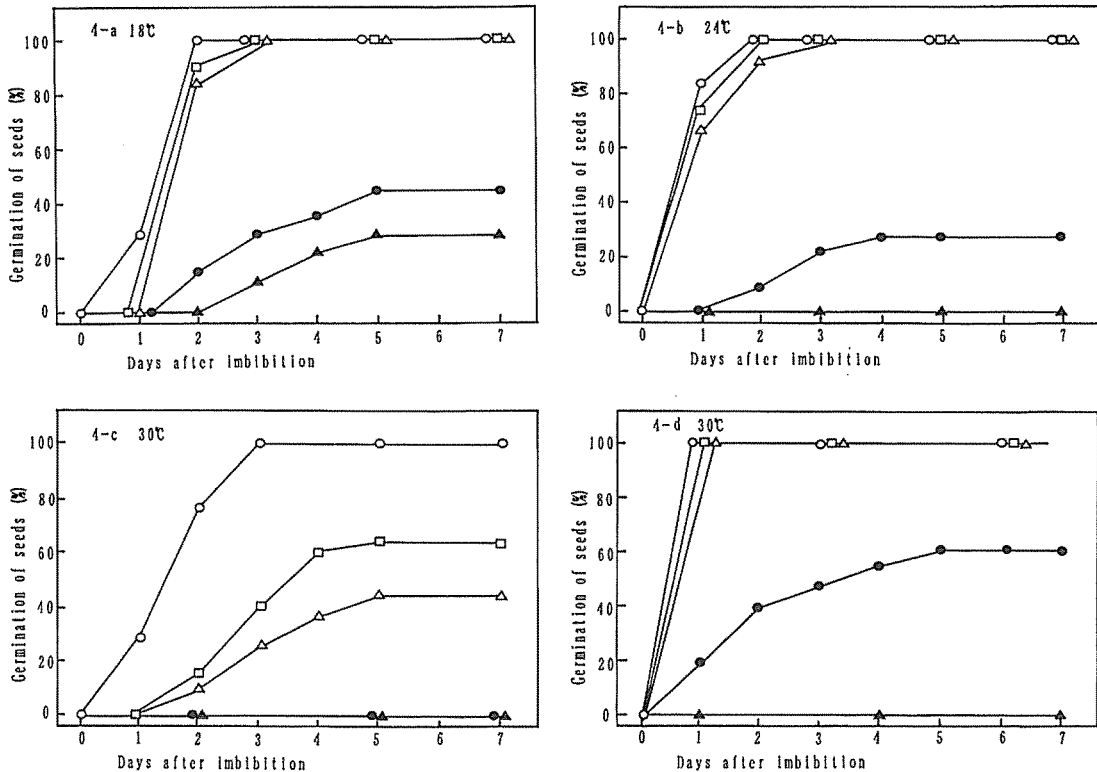 4-a 18℃
Germination of seeds (%)
100
80
60
40
20
0
0 1 2 3 4 5 6 7
Days after imbibition
4-b 24℃
Germination of seeds (%)
100
80
60
40
20
0
0 1 2 3 4 5 6 7
Days after imbibition
4-c 30℃
Germination of seeds (%)
100
80
60
40
20
0
0 1 2 3 4 5 6 7
Days after imbibition
4-d 30℃
Germination of seeds (%)
100
80
60
40
20
0
0 1 2 3 4 5 6 7
Days after imbibition